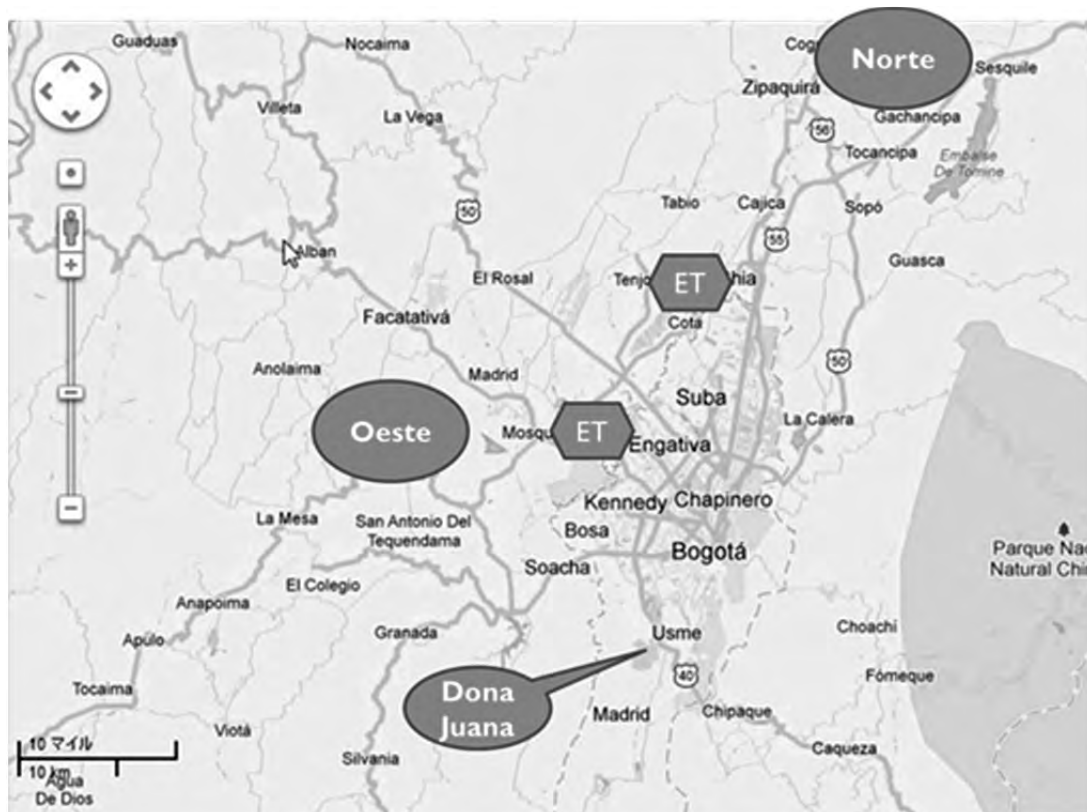 Guaduas
Nocaima
Cog
Norte
Sesquile
Villeta
La Vega
Zipaquirá
Gachancipa
56
Tocancipa
Embalse
De Tomine
50
Tabio
Cajica
Sopó
55
Alban
El Rosal
Tenjo
ET
hia
Guasca
Facatativá
Cota
Anolaima
Madrid
Suba
50
La Calera
Oeste
Mosqu
ET
Engativa
Kennedy
Chapinero
La Mesa
San Antonio Del
Tequendama
Bosa
Bogotá
Soacha
El Colegio
Parque Nac
Natural Chin
Anapoima
Apulo
Granada
Usme
Choachí
Fómeque
40
Tocaima
Dona
Juana
Madrid
Chipaque
Viotá
Caqueza
Silvania
10 マイル
10 km
Agua
De Dios